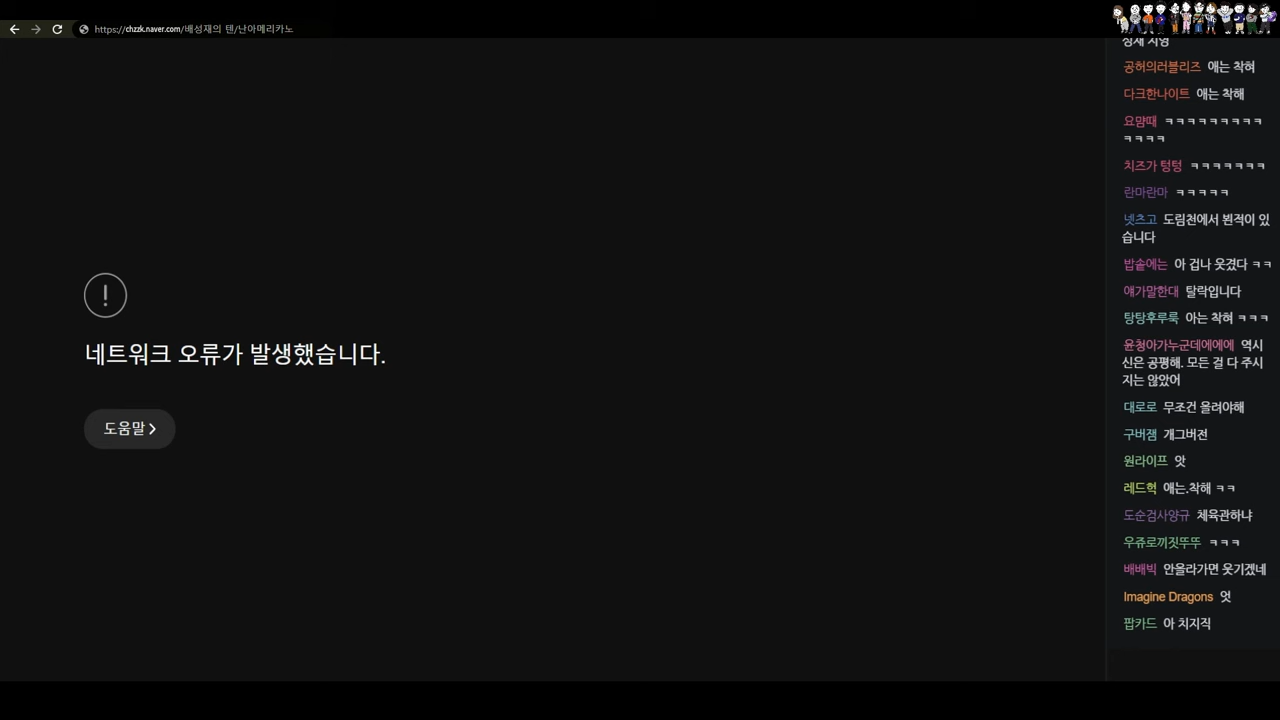 https://chzzk.naver.com/배성재의 텐/난아메리카노
네트워크 오류가 발생했습니다.
도움말
성재 지영
공허의러블리즈 애는 착혀
다크한나이트 애는 착해
요먐때 ㅋㅋㅋㅋㅋㅋㅋㅋㅋ
ㅋㅋㅋㅋ
치즈가 텅텅 ㅋㅋㅋㅋㅋㅋㅋ
란마란마 ㅋㅋㅋㅋㅋ
넷츠고 도림천에서 뵌적이 있
습니다
밥솥에는 아 겁나 웃겼다 ㅋㅋ
얘가말한대 탈락입니다
탕탕후루룩 아는 착혀 ㅋㅋㅋ
윤청아가누군데에에에 역시
신은 공평해. 모든 걸 다 주시
지는 않았어
대로로 무조건 올려야해
구버잼 개그버전
원라이프 앗
레드혁 애는.착해 ㅋㅋ
도순검사양규 체육관하냐
우쥬로끼짓뚜뚜 ㅋㅋㅋ
배배빅 안올라가면 웃기겠네
Imagine Dragons 엇
팝카드 아 치지직